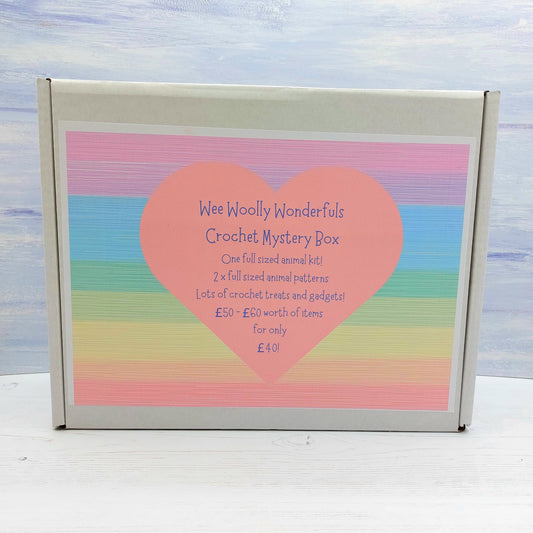 Wee Woolly Wonderfuls
Crochet Mystery Box
One full sized animal kit!
2 x full sized animal patterns
Lots of crochet treats and gadgets!
£50 - £60 worth of items
for only
£40!